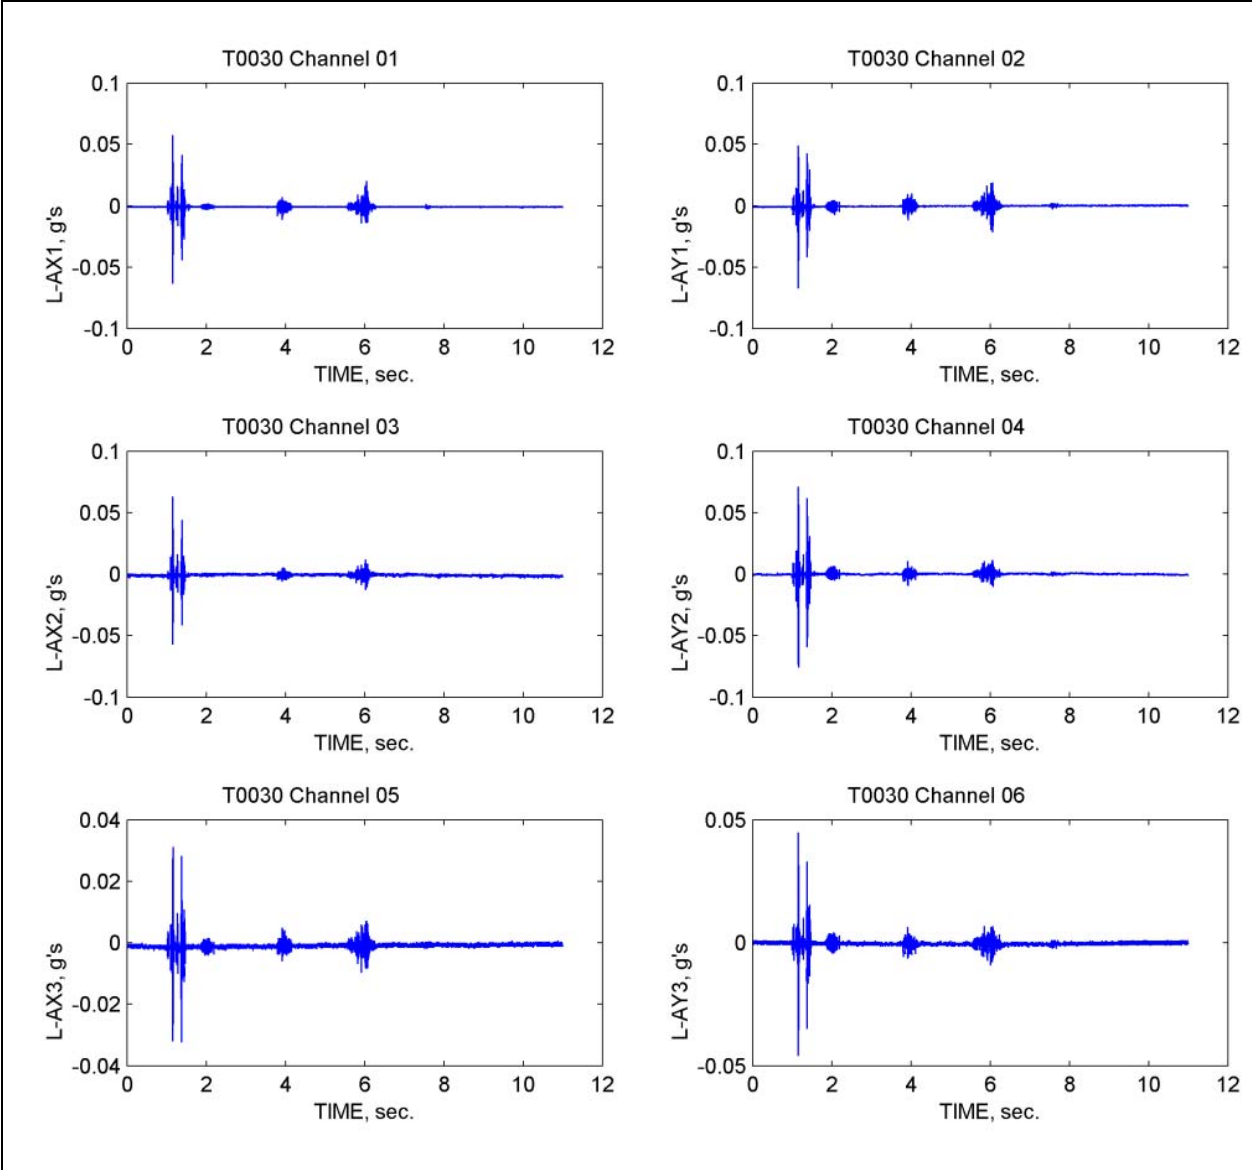 T0030 Channel 01
0.1
0.05
0
-0.05
-0.1
L-AX1, g's
0 2 4 6 8 10 12
TIME, sec.
T0030 Channel 02
0.1
0.05
0
-0.05
-0.1
L-AY1, g's
0 2 4 6 8 10 12
TIME, sec.
T0030 Channel 03
0.1
0.05
0
-0.05
-0.1
L-AX2, g's
0 2 4 6 8 10 12
TIME, sec.
T0030 Channel 04
0.1
0.05
0
-0.05
-0.1
L-AY2, g's
0 2 4 6 8 10 12
TIME, sec.
T0030 Channel 05
0.04
0.02
0
-0.02
-0.04
L-AX3, g's
0 2 4 6 8 10 12
TIME, sec.
T0030 Channel 06
0.05
0
-0.05
L-AY3, g's
0 2 4 6 8 10 12
TIME, sec.